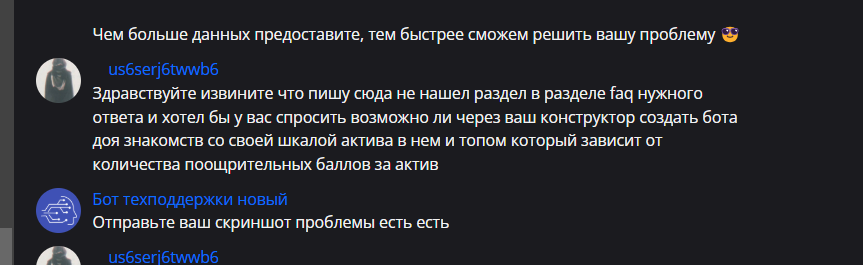 Чем больше данных предоставите, тем быстрее сможем решить вашу проблему 😎
us6serj6twwb6
Здравствуйте извините что пишу сюда не нашел раздел в разделе faq нужного
ответа и хотел бы у вас спросить возможно ли через ваш конструктор создать бота
доя знакомств со своей шкалой актива в нем и топом который зависит от
количества поощрительных баллов за актив
Бот техподдержки новый
Отправьте ваш скриншот проблемы есть есть
us6serj6twwb6